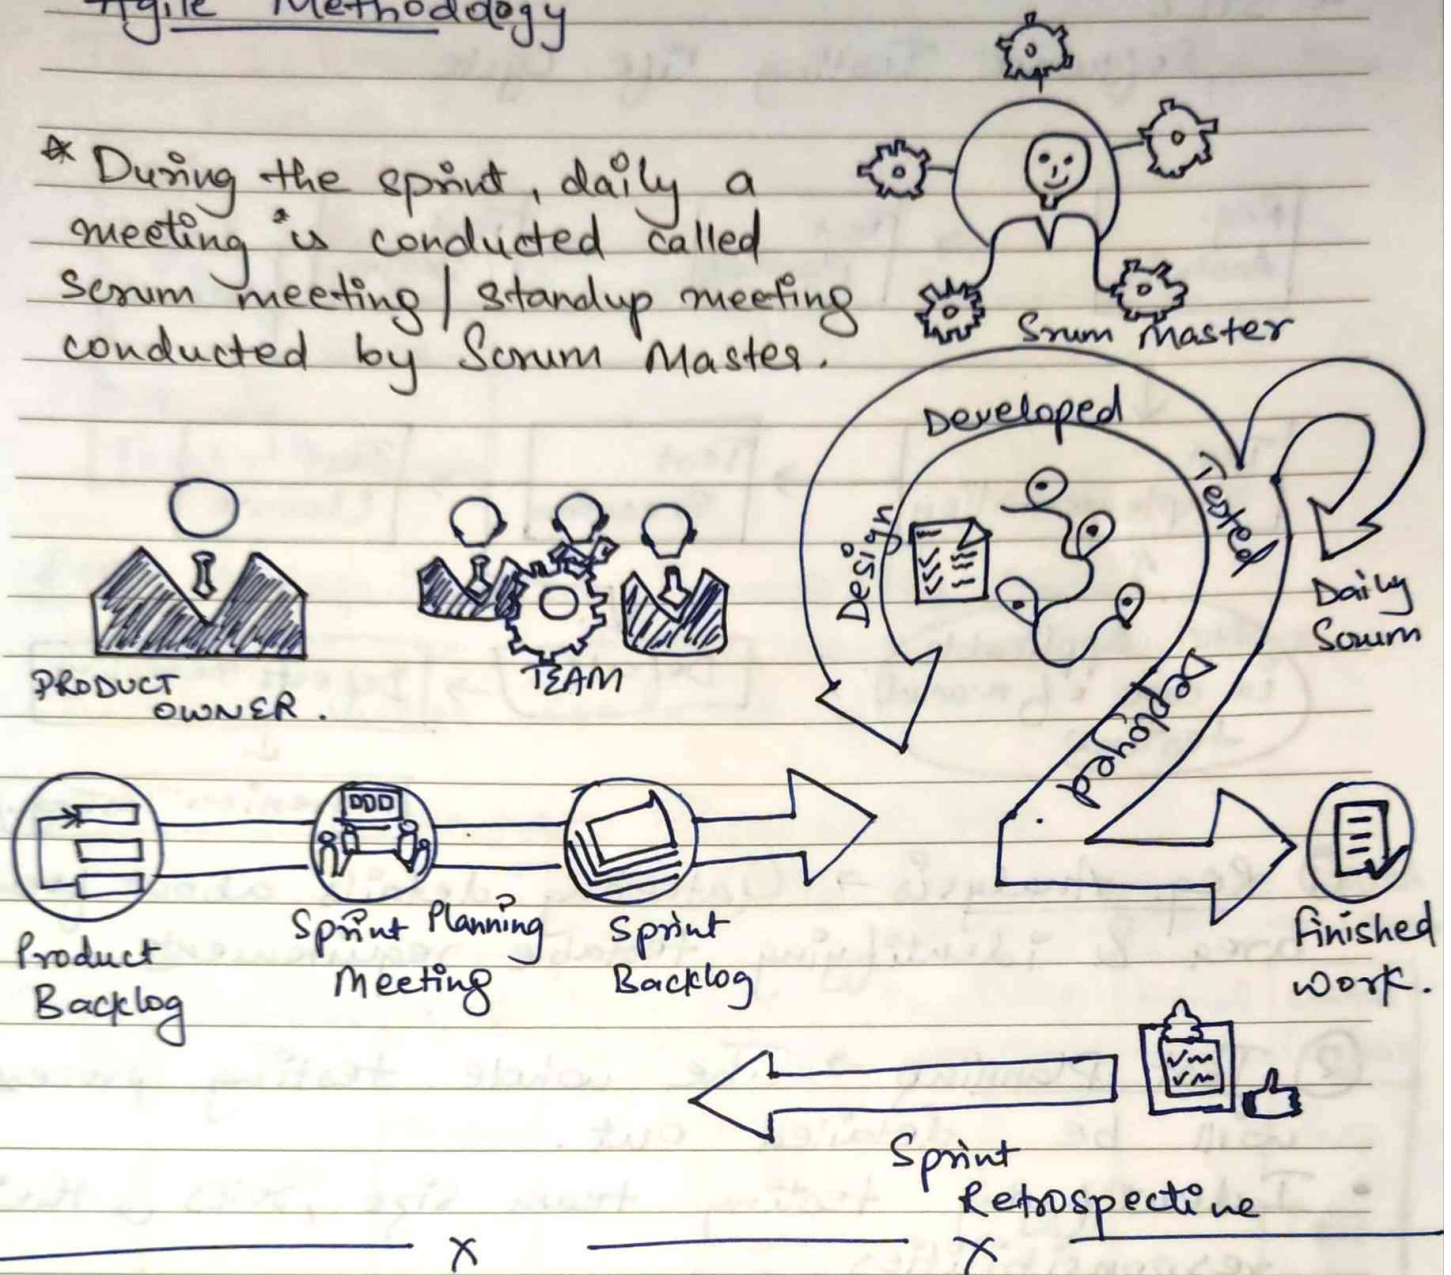 Agile Methodology
* During the sprint, daily a
meeting is conducted called
Scrum meeting / standup meeting
conducted by Scrum Master.
Srum Master
Developed
Design
Tested
Deployed
Daily
Scrum
PRODUCT
OWNER.
TEAM
Product
Backlog
Sprint Planning
Meeting
Sprint
Backlog
Finished
work.
Sprint
Retrospective
x x